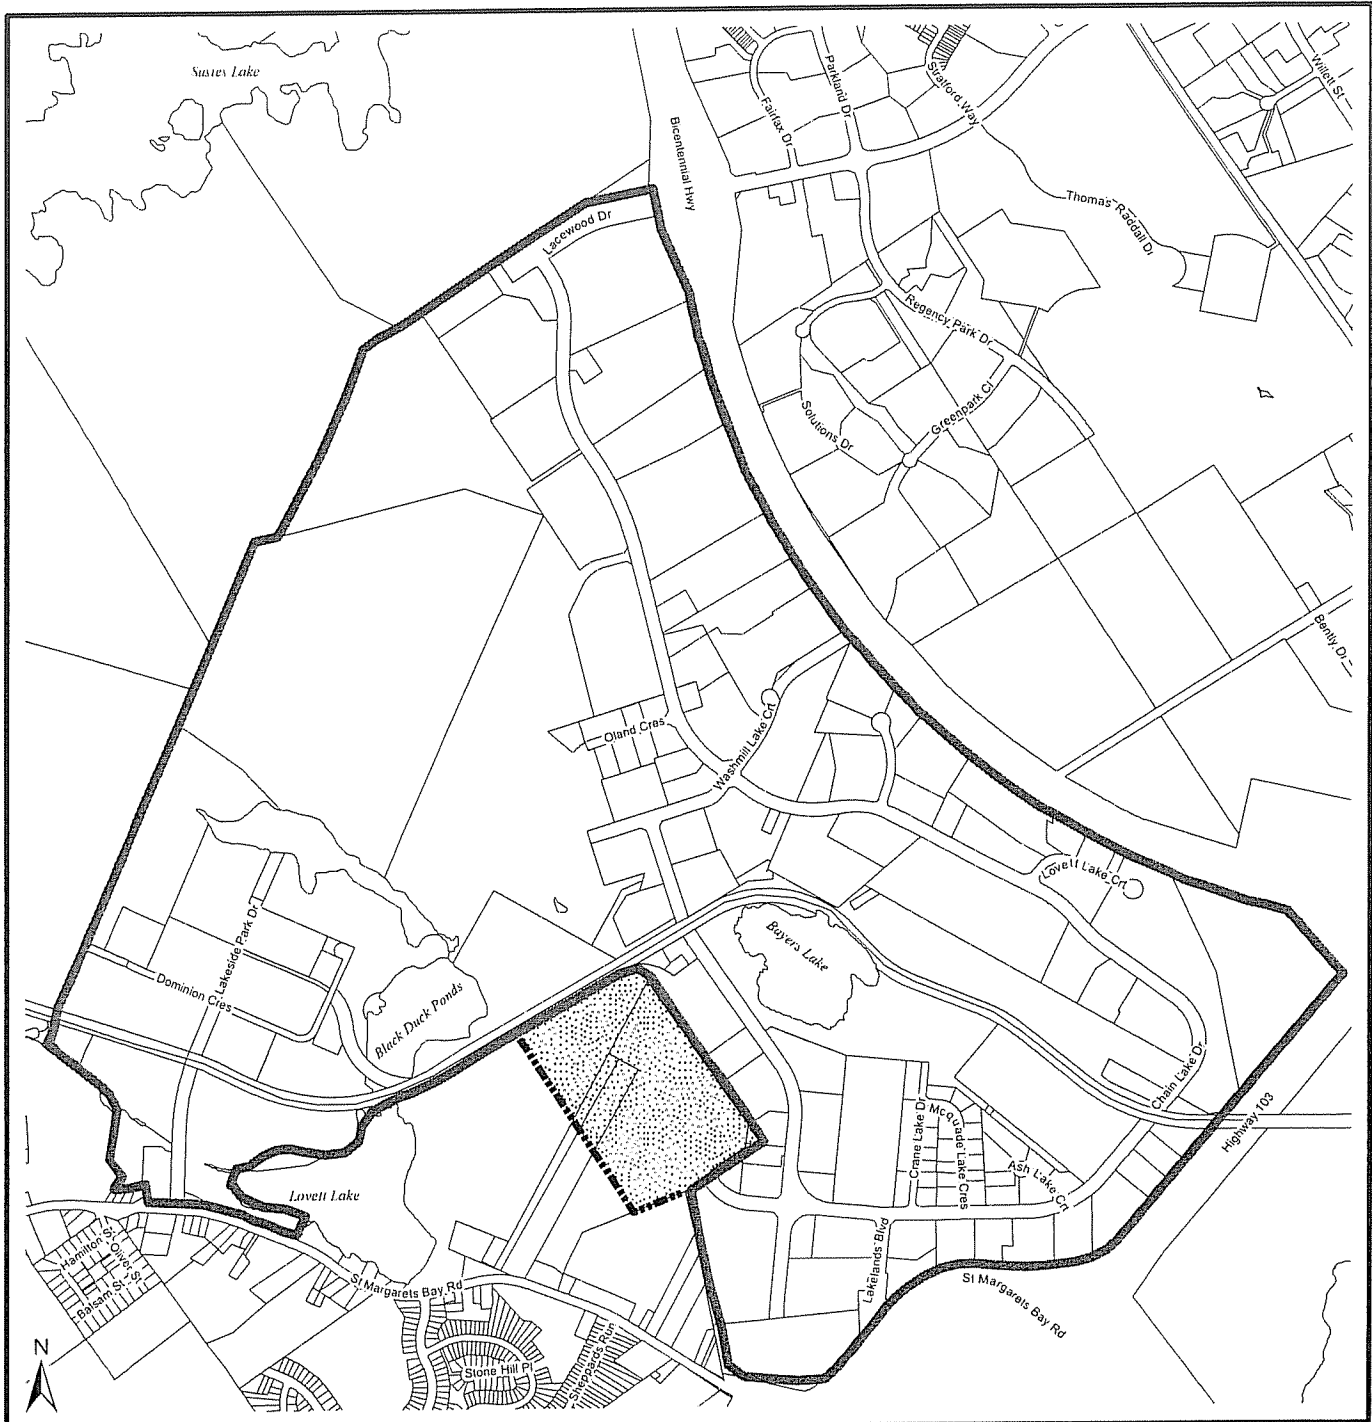 Susies Lake
Bicentennial Hwy
Fairfax Dr
Parkland Dr
Stratford Way
Willett St
Thomas Raddall Dr
Lacewood Dr
Regency Park Dr
Solutions Dr
Greenpark Cl
Bently Dr
Oland Cres
Washmill Lake Crt
Lovett Lake Crt
Lakeside Park Dr
Dominion Cres
Black Duck Ponds
Bayers Lake
Chain Lake Dr
Highway 103
Crane Lake Dr
Mcquade Lake Cres
Ash Lake Crt
Lovett Lake
Lakelands Blvd
Hamilton St
Oliver St
Balsam St
St Margarets Bay Rd
St Margarets Bay Rd
Stone Hill Pl
Sheppards Run
N